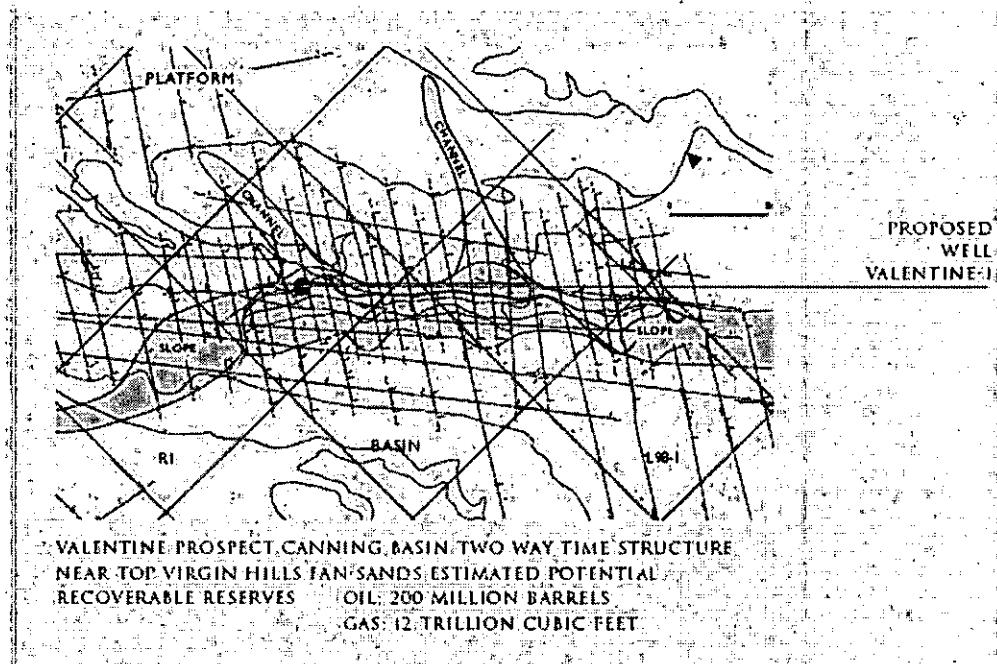 PLATFORM
CHANNEL
CHANNEL
PROPOSED
WELL
VALENTINE-1
SLOPE
SLOPE
BASIN
R1
L98-1
VALENTINE PROSPECT CANNING BASIN TWO WAY TIME STRUCTURE
NEAR TOP VIRGIN HILLS FAN SANDS ESTIMATED POTENTIAL
RECOVERABLE RESERVES OIL: 200 MILLION BARRELS
GAS: 12 TRILLION CUBIC FEET